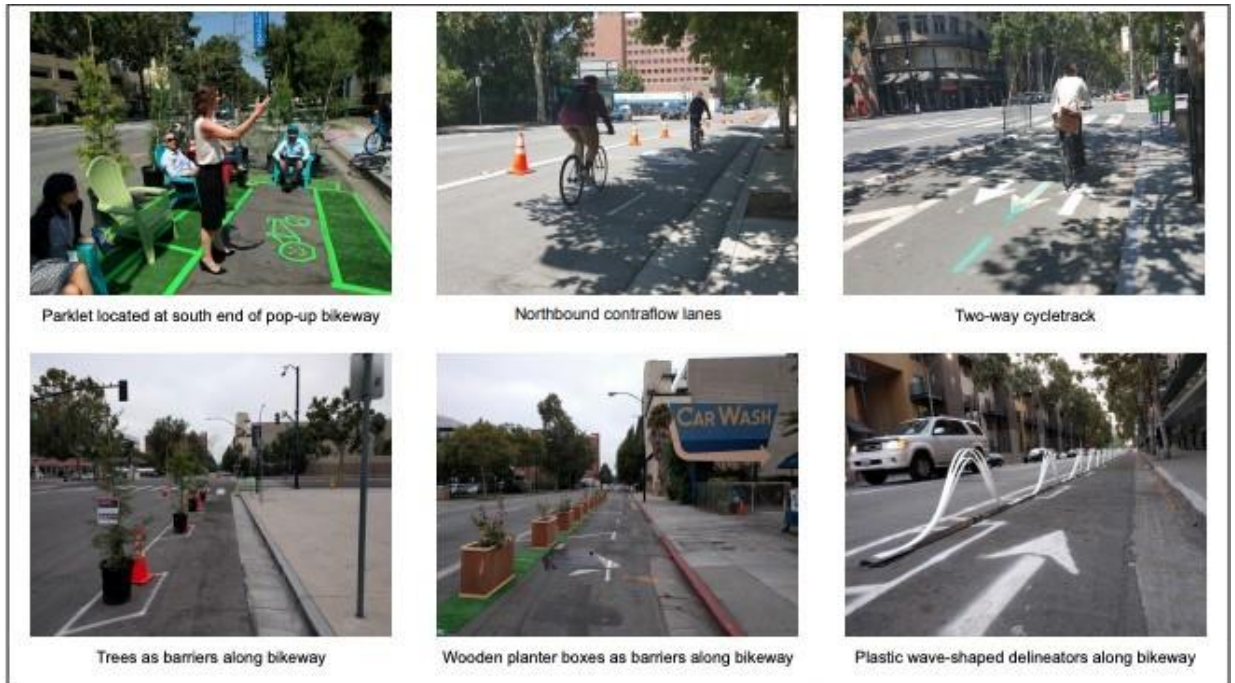 Parklet located at south end of pop-up bikeway
Northbound contraflow lanes
Two-way cycletrack
CAR WASH
Trees as barriers along bikeway
Wooden planter boxes as barriers along bikeway
Plastic wave-shaped delineators along bikeway